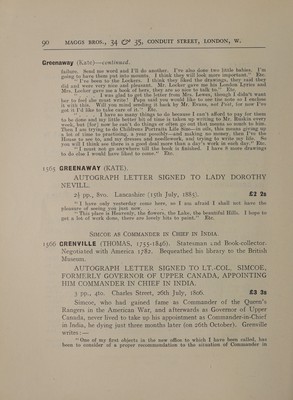 90 MAGGS BROS., 34 & 35, CONDUIT STREET, LONDON, W.
Greenaway (Kate)—continued.
failure. Send me word and I'll do another. I've also done two little babies. I'm
going to have them put into mounts. I think they will look more important." Etc.
"I've been to the Lockers. I think they liked the drawings, they said they
did and were very nice and pleasant. Mr. Locker gave me his London Lyrics and
Mrs. Locker gave me a book of hers, they are so nice to talk to." Etc.
I was glad to get the letter from Mrs. Lowes, though I didn't want
her to feel she must write! Papa said you would like to see the note so I enclose
it with this. Will you mind sending it back by Mr. Evans, not Post, but now I've
got it I'd like to take care of it." Etc.
I have so many things to do because I can't afford to pay for them
to be done and my little better bit of time is taken up in writing Mr. Ruskin every
week, but (for) now he can't do things or often go out that means so much to him.
Then I am trying to do Childrens Portraits Life Size—in oils, this means giving up
a lot of time to practising, a year possibly—and making no money; then I've the
House to see to, and my dresses and needlework, and trying to write my life. So
you will I think see there is a good deal more than a day's work in each day." Etc.
"I must not go anywhere till the book is finished. I have 8 more drawings
to do else I would have liked to come." Etc.
1565 GREENAWAY (KATE).
AUTOGRAPH LETTER SIGNED TO LADY DOROTHY
NEVILL.
2½ pp., 8vo. Lancashire (15th July, 1885). £2 2s
"I have only yesterday come here, so I am afraid I shall not have the
pleasure of seeing you just now.
"This place is Heavenly, the flowers, the Lake, the beautiful Hills. I hope to
get a lot of work done, there are lovely bits to paint." Etc.
SIMCOE AS COMMANDER IN CHIEF IN INDIA.
1566 GRENVILLE (THOMAS, 1755-1846). Statesman and Book-collector.
Negotiated with America 1782. Bequeathed his library to the British
Museum.
AUTOGRAPH LETTER SIGNED TO LT.-COL. SIMCOE,
FORMERLY GOVERNOR OF UPPER CANADA, APPOINTING
HIM COMMANDER IN CHIEF IN INDIA.
3 pp., 4to. Charles Street, 26th July, 1806. £3 3s
Simcoe, who had gained fame as Commander of the Queen's
Rangers in the American War, and afterwards as Governor of Upper
Canada, never lived to take up his appointment as Commander-in-Chief
in India, he dying just three months later (on 26th October). Grenville
writes:—
"One of my first objects in the new office to which I have been called, has
been to consider of a proper recommendation to the situation of Commander in